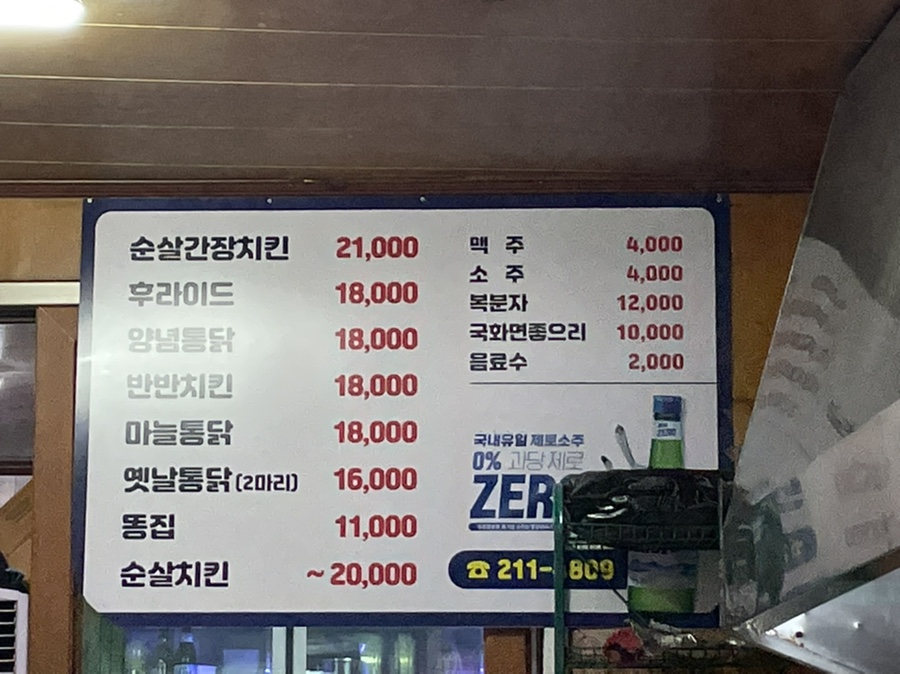 순살간장치킨 21,000
후라이드 18,000
양념통닭 18,000
반반치킨 18,000
마늘통닭 18,000
옛날통닭 (2마리) 16,000
똥집 11,000
순살치킨 ~20,000
맥 주 4,000
소 주 4,000
복분자 12,000
국화면좋으리 10,000
음료수 2,000
국내유일 제로소주
0% 과당 제로
☎ 211-